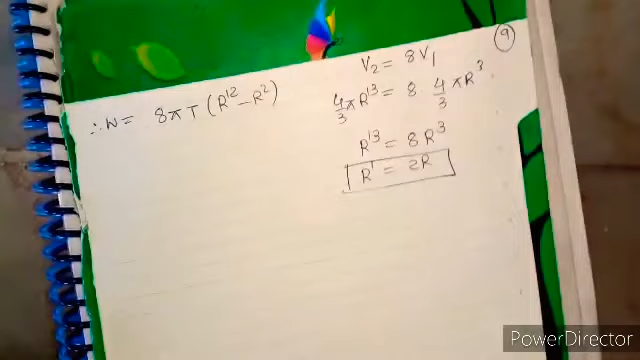 ∴ W = 8πT (R'² – R²)
9
V₂ = 8V₁
4/3 πR'³ = 8 · 4/3 πR³
R'³ = 8R³
R' = 2R
PowerDirector